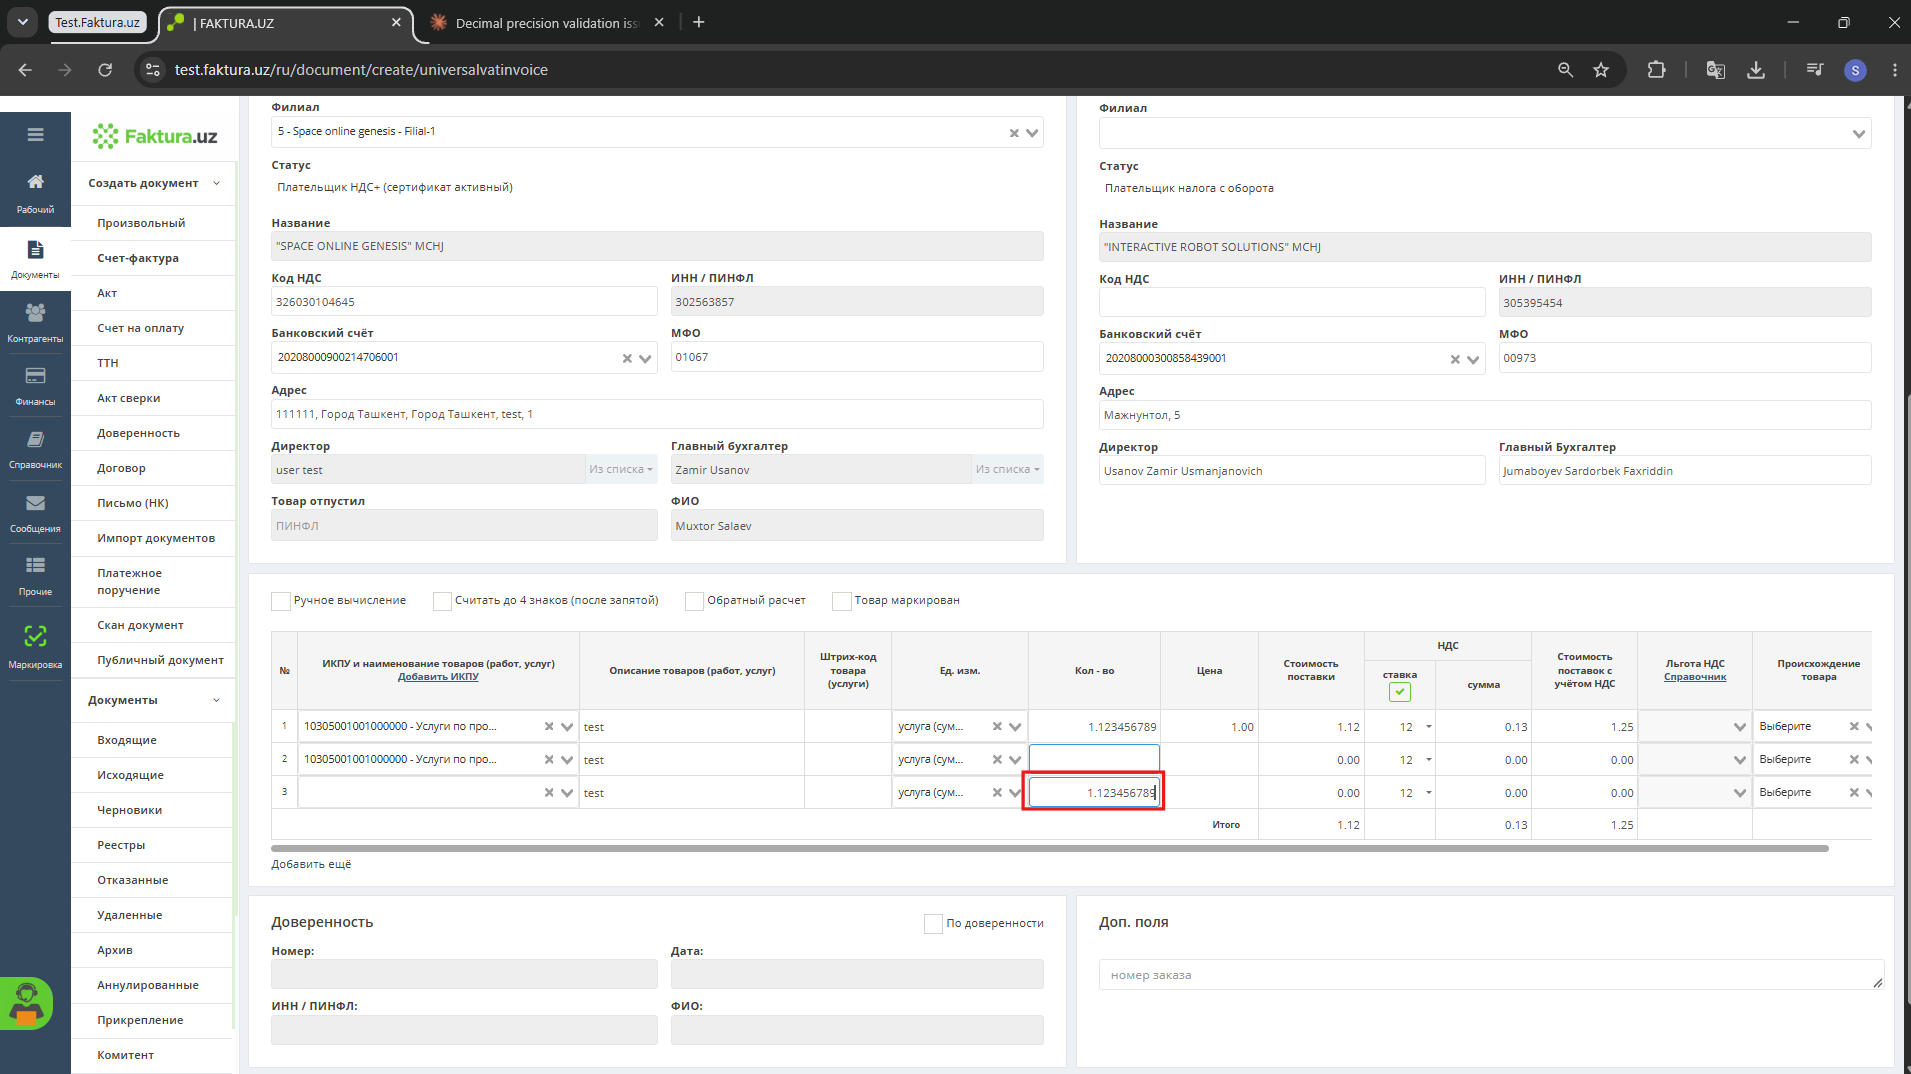 Test.Faktura.uz
| FAKTURA.UZ
Decimal precision validation iss
test.faktura.uz/ru/document/create/universalvatinvoice
S
Рабочий
Документы
Контрагенты
Финансы
Справочник
Сообщения
Прочие
Маркировка
Faktura.uz
Создать документ
Произвольный
Счет-фактура
Акт
Счет на оплату
ТТН
Акт сверки
Доверенность
Договор
Письмо (НК)
Импорт документов
Платежное
поручение
Скан документ
Публичный документ
Документы
Входящие
Исходящие
Черновики
Реестры
Отказанные
Удаленные
Архив
Аннулированные
Прикрепление
Комитент
Филиал
5 - Space online genesis - Filial-1
Статус
Плательщик НДС+ (сертификат активный)
Название
"SPACE ONLINE GENESIS" MCHJ
Код НДС ИНН / ПИНФЛ
326030104645 302563857
Банковский счёт МФО
20208000900214706001 01067
Адрес
111111, Город Ташкент, Город Ташкент, test, 1
Директор Главный бухгалтер
user test Из списка Zamir Usanov Из списка
Товар отпустил ФИО
ПИНФЛ Muxtor Salaev
Филиал
Статус
Плательщик налога с оборота
Название
"INTERACTIVE ROBOT SOLUTIONS" MCHJ
Код НДС ИНН / ПИНФЛ
305395454
Банковский счёт МФО
20208000300858439001 00973
Адрес
Мажнунтол, 5
Директор Главный Бухгалтер
Usanov Zamir Usmanjanovich Jumaboyev Sardorbek Faxriddin
Ручное вычисление Считать до 4 знаков (после запятой) Обратный расчет Товар маркирован
№ ИКПУ и наименование товаров (работ, услуг) Добавить ИКПУ Описание товаров (работ, услуг) Штрих-код товара (услуги) Ед. изм. Кол - во Цена Стоимость поставки НДС ставка сумма Стоимость поставок с учётом НДС Льгота НДС Справочник Происхождение товара
1 10305001001000000 - Услуги по про... test услуга (сум... 1.123456789 1.00 1.12 12 0.13 1.25 Выберите
2 10305001001000000 - Услуги по про... test услуга (сум... 0.00 12 0.00 0.00 Выберите
3 test услуга (сум... 1.123456789 0.00 12 0.00 0.00 Выберите
Итого 1.12 0.13 1.25
Добавить ещё
Доверенность По доверенности
Номер: Дата:
ИНН / ПИНФЛ: ФИО:
Доп. поля
номер заказа